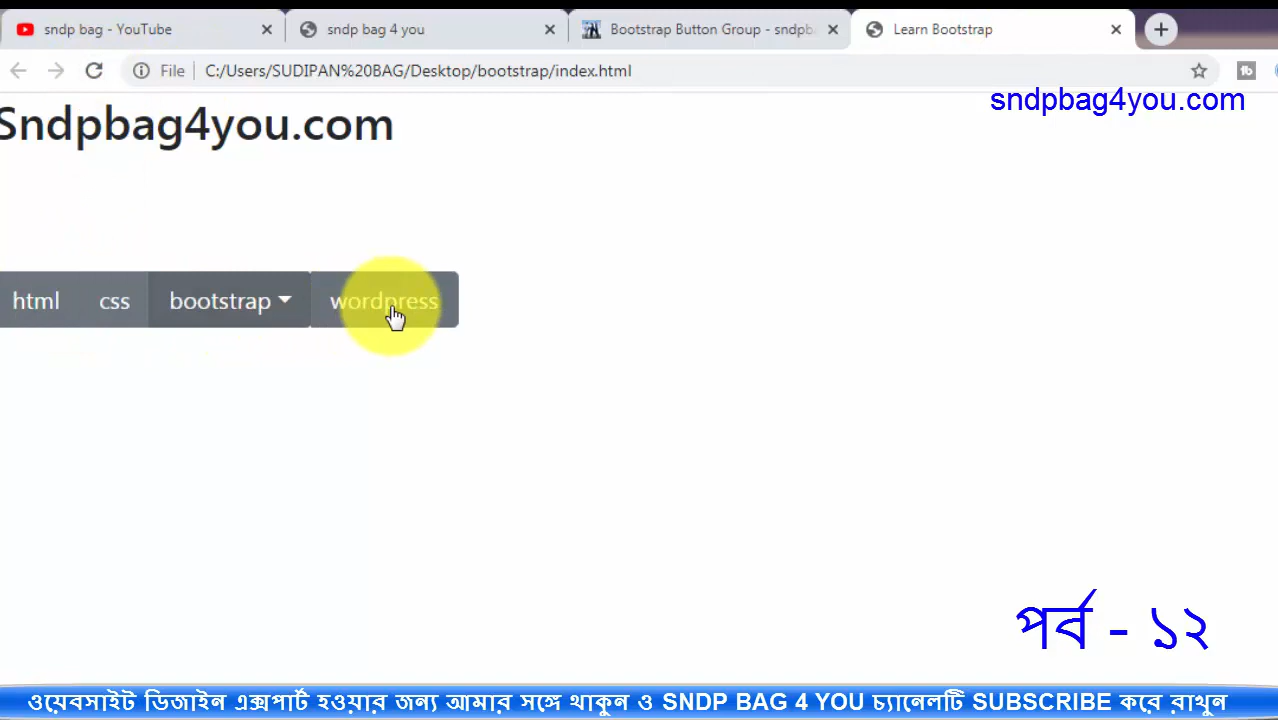 sndp bag - YouTube
sndp bag 4 you
Bootstrap Button Group - sndpb
Learn Bootstrap
File
C:/Users/SUDIPAN%20BAG/Desktop/bootstrap/index.html
sndpbag4you.com
Sndpbag4you.com
html css bootstrap wordpress
পর্ব - ১২
ওয়েবসাইট ডিজাইন এক্সপার্ট হওয়ার জন্য আমার সঙ্গে থাকুন ও SNDP BAG 4 YOU চ্যানেলটি SUBSCRIBE করে রাখুন